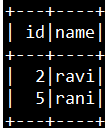 +---+----+
| id|name|
+---+----+
|  2|ravi|
|  5|rani|
+---+----+